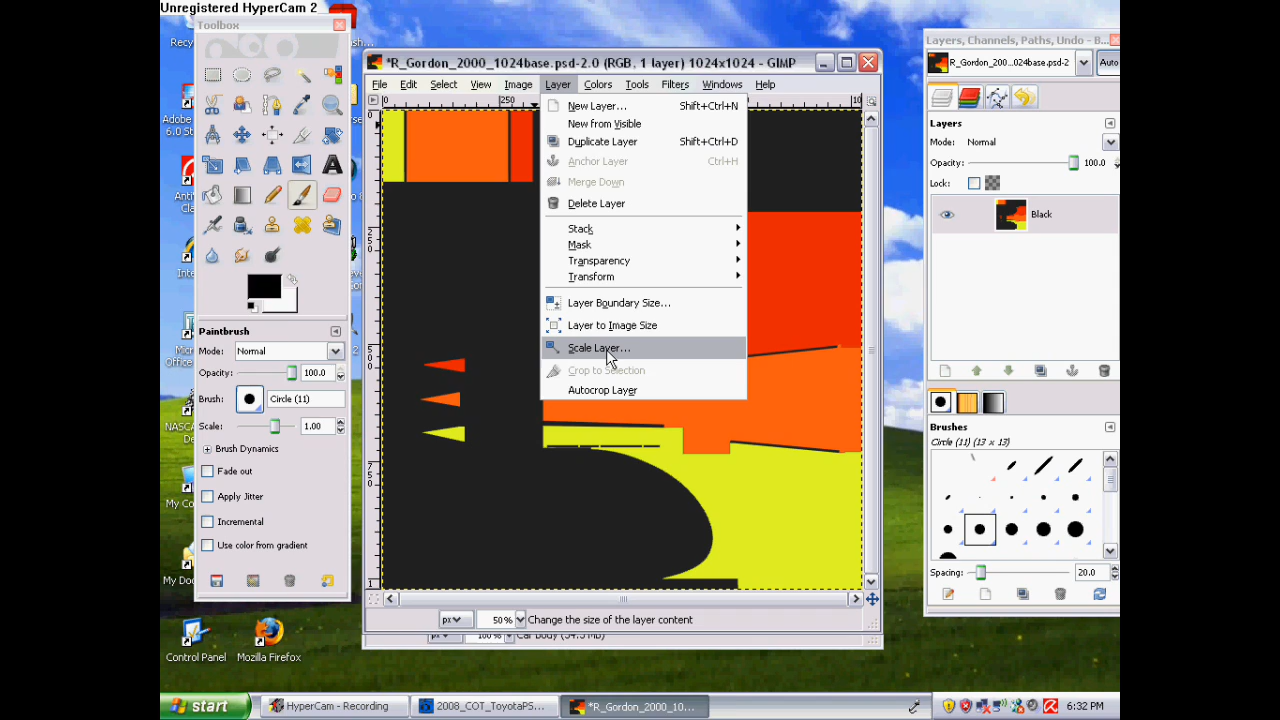 Unregistered HyperCam 2
Toolbox
Paintbrush
Mode:
Normal
Opacity:
100.0
Brush:
Circle (11)
Scale:
1.00
Brush Dynamics
Fade out
Apply Jitter
Incremental
Use color from gradient
*R_Gordon_2000_1024base.psd-2.0 (RGB, 1 layer) 1024x1024 - GIMP
File Edit Select View Image Layer Colors Tools Filters Windows Help
New Layer... Shift+Ctrl+N
New from Visible
Duplicate Layer Shift+Ctrl+D
Anchor Layer Ctrl+H
Merge Down
Delete Layer
Stack
Mask
Transparency
Transform
Layer Boundary Size...
Layer to Image Size
Scale Layer...
Crop to Selection
Autocrop Layer
px 50% Change the size of the layer content
Layers, Channels, Paths, Undo - B...
R_Gordon_200...024base.psd-2 Auto
Layers
Mode: Normal
Opacity: 100.0
Lock:
Black
Brushes
Circle (11) (13 x 13)
Spacing: 20.0
Control Panel
Mozilla Firefox
start
HyperCam - Recording
2008_COT_ToyotaPS...
*R_Gordon_2000_10...
6:32 PM